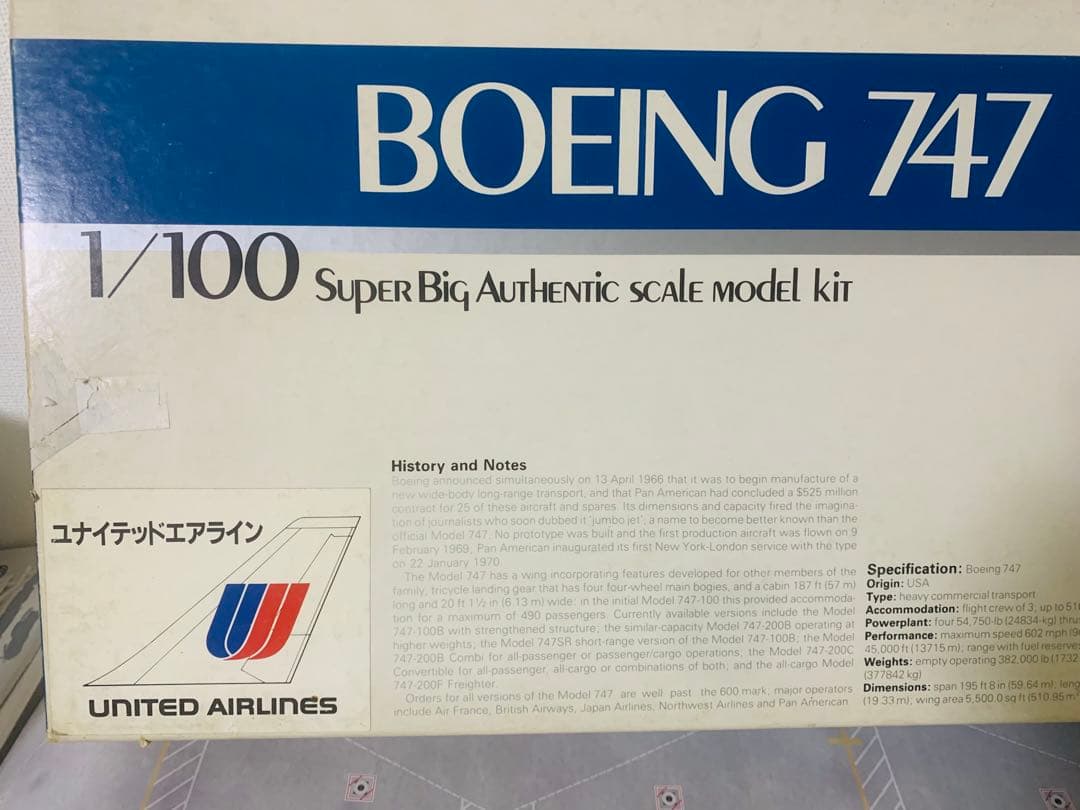 BOEING 747
1/100 Super Big Authentic scale model kit
History and Notes
Boeing announced simultaneously on 13 April 1966 that it was to begin manufacture of a
new wide-body long-range transport, and that Pan American had concluded a $525 million
contract for 25 of these aircraft and spares. Its dimensions and capacity fired the imagina-
tion of journalists who soon dubbed it 'jumbo jet', a name to become better known than the
official Model 747. No prototype was built and the first production aircraft was flown on 9
February 1969, Pan American inaugurated its first New York-London service with the type
on 22 January 1970.
The Model 747 has a wing incorporating features developed for other members of the
family, tricycle landing gear that has four four-wheel main bogies, and a cabin 187 ft (57 m)
long and 20 ft 1½ in (6.13 m) wide: in the initial Model 747-100 this provided accommoda-
tion for a maximum of 490 passengers. Currently available versions include the Model
747-100B with strengthened structure; the similar-capacity Model 747-200B operating at
higher weights; the Model 747SR short-range version of the Model 747-100B; the Model
747-200B Combi for all-passenger or passenger/cargo operations; the Model 747-200C
Convertible for all-passenger, all-cargo or combinations of both; and the all-cargo Model
747-200F Freighter.
Orders for all versions of the Model 747 are well past the 600 mark, major operators
include Air France, British Airways, Japan Airlines, Northwest Airlines and Pan American
Specification: Boeing 747
Origin: USA
Type: heavy commercial transport
Accommodation: flight crew of 3, up to 516
Powerplant: four 54,750-lb (24834-kg) thrus
Performance: maximum speed 602 mph (9
45,000 ft (13715 m); range with fuel reserves
Weights: empty operating 382,000 lb (1732
(377842 kg)
Dimensions: span 195 ft 8 in (59.64 m); leng
(19.33 m); wing area 5,500.0 sq ft (510.95 m²
ユナイテッドエアライン
UNITED AIRLINES